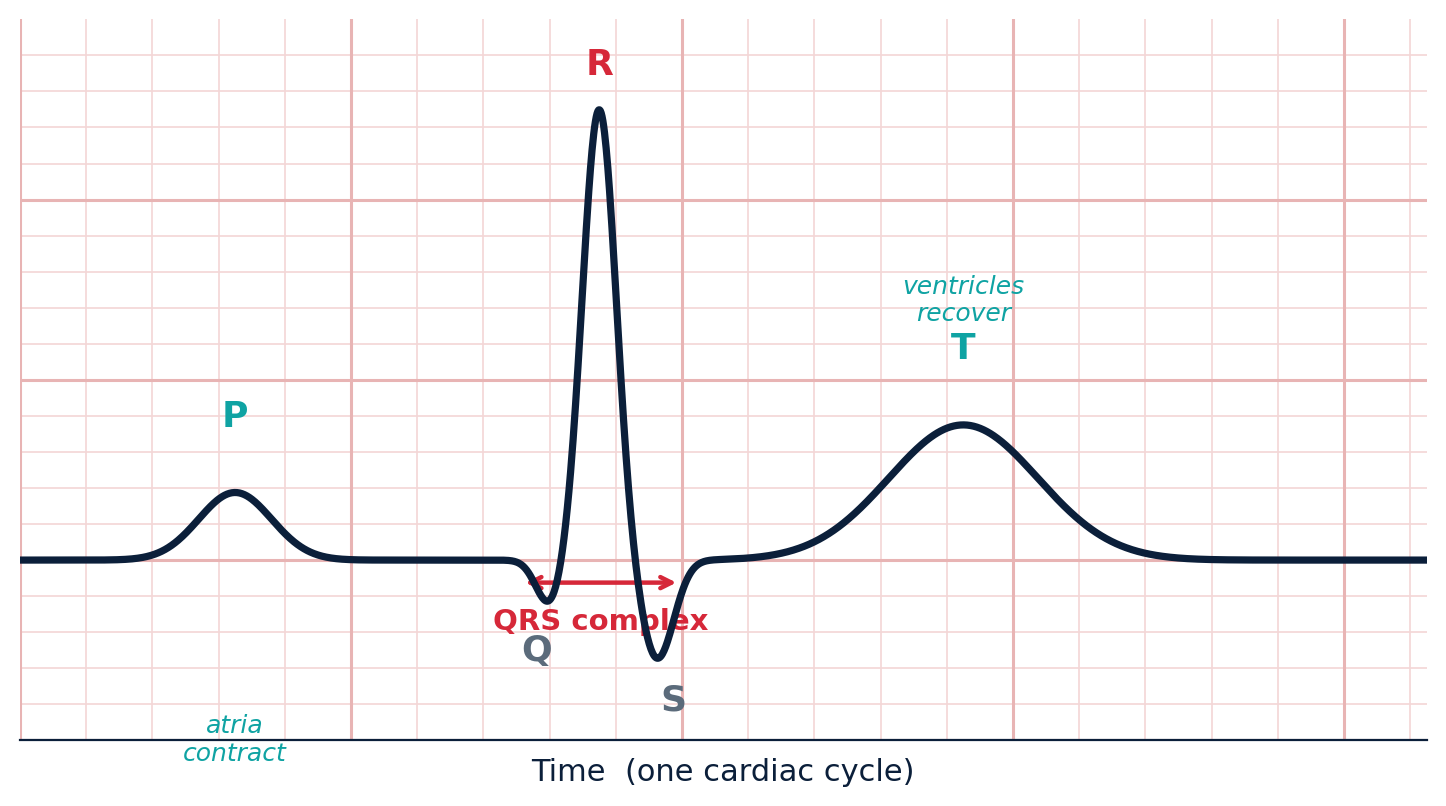 R
ventricles
recover
T
P
QRS complex
Q
S
atria
contract
Time  (one cardiac cycle)